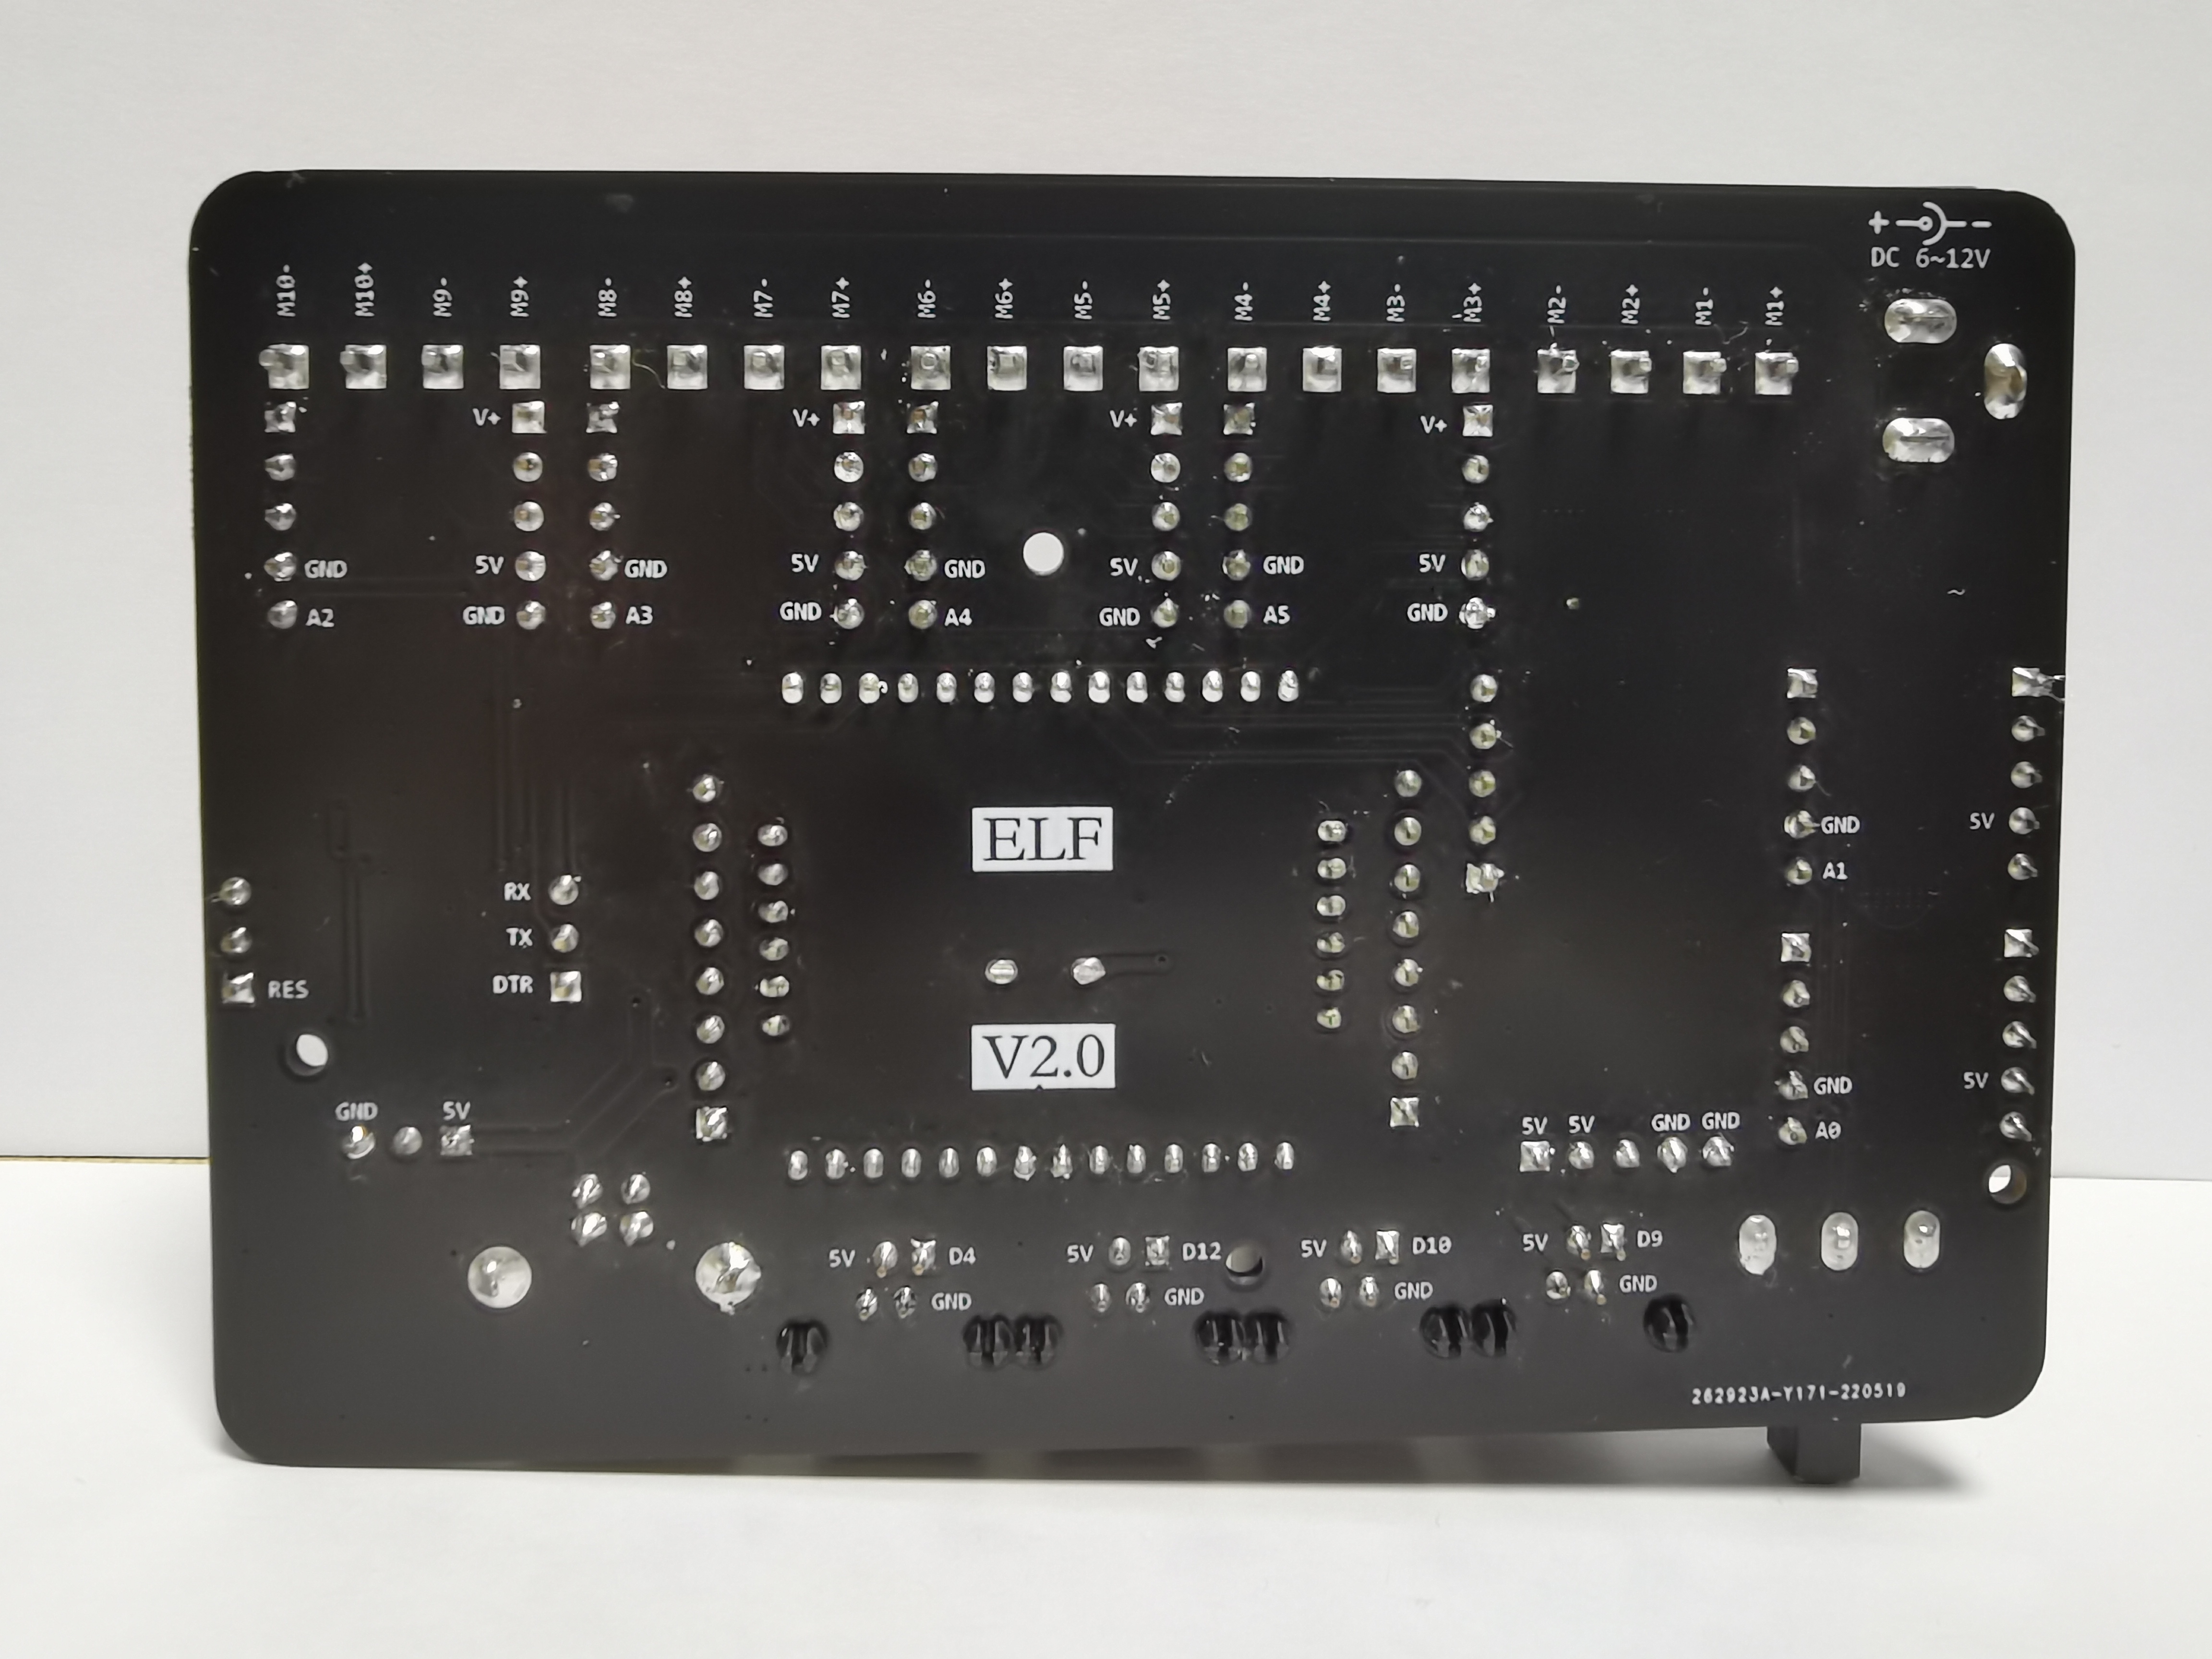 + -
DC 6~12V
M10- M10+ M9- M9+ M8- M8+ M7- M7+ M6- M6+ M5- M5+ M4- M4+ M3- M3+ M2- M2+ M1- M1+
V+ V+ V+ V+
GND 5V GND 5V GND 5V GND 5V
A2 GND A3 GND A4 GND A5 GND
ELF
GND 5V
A1
RX
TX
DTR
RES
V2.0
GND 5V
GND 5V
5V 5V GND GND
A0
5V D4 5V D12 5V D10 5V D9
GND GND GND GND
262923A-Y171-220519